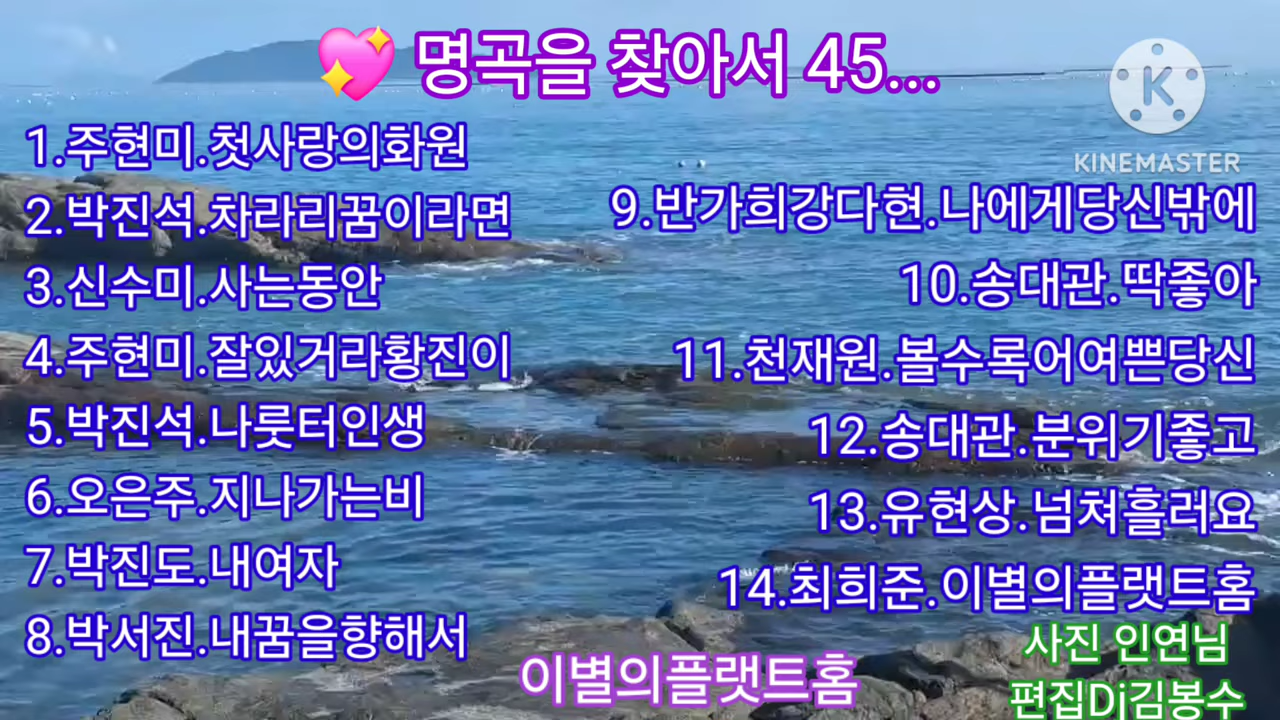 💖 명곡을 찾아서 45...
KINEMASTER
1.주현미.첫사랑의화원
2.박진석.차라리꿈이라면
3.신수미.사는동안
4.주현미.잘있거라황진이
5.박진석.나룻터인생
6.오은주.지나가는비
7.박진도.내여자
8.박서진.내꿈을향해서
9.반가희강다현.나에게당신밖에
10.송대관.딱좋아
11.천재원.볼수록어여쁜당신
12.송대관.분위기좋고
13.유현상.넘쳐흘러요
14.최희준.이별의플랫트홈
이별의플랫트홈
사진 인연님
편집Dj김봉수